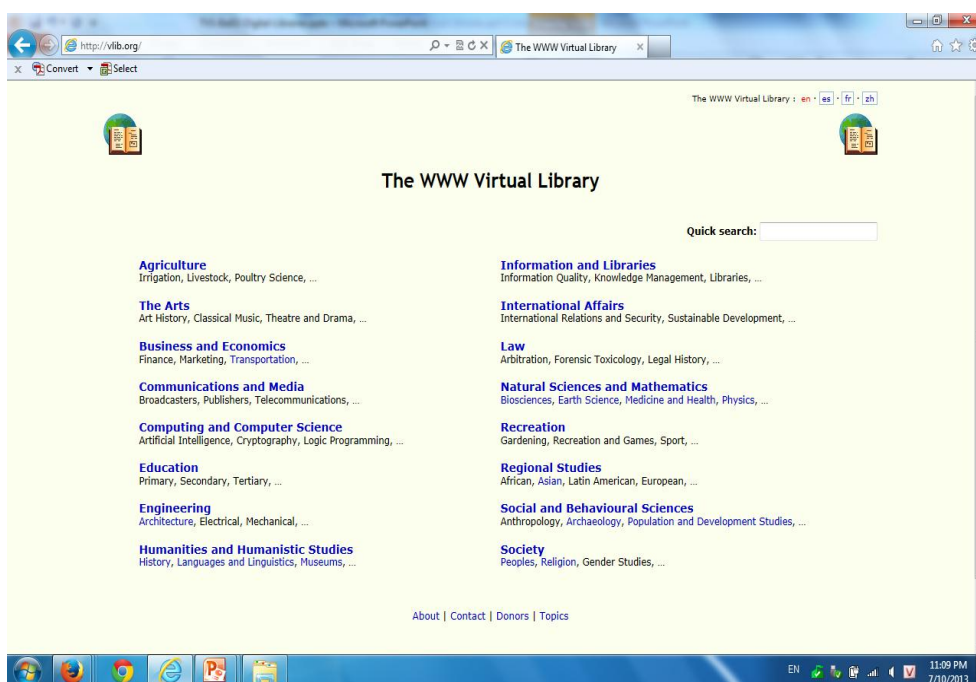 http://vlib.org/
The WWW Virtual Library
x Convert Select
The WWW Virtual Library : en · es · fr · zh
The WWW Virtual Library
Quick search:
Agriculture
Irrigation, Livestock, Poultry Science, ...
The Arts
Art History, Classical Music, Theatre and Drama, ...
Business and Economics
Finance, Marketing, Transportation, ...
Communications and Media
Broadcasters, Publishers, Telecommunications, ...
Computing and Computer Science
Artificial Intelligence, Cryptography, Logic Programming, ...
Education
Primary, Secondary, Tertiary, ...
Engineering
Architecture, Electrical, Mechanical, ...
Humanities and Humanistic Studies
History, Languages and Linguistics, Museums, ...
Information and Libraries
Information Quality, Knowledge Management, Libraries, ...
International Affairs
International Relations and Security, Sustainable Development, ...
Law
Arbitration, Forensic Toxicology, Legal History, ...
Natural Sciences and Mathematics
Biosciences, Earth Science, Medicine and Health, Physics, ...
Recreation
Gardening, Recreation and Games, Sport, ...
Regional Studies
African, Asian, Latin American, European, ...
Social and Behavioural Sciences
Anthropology, Archaeology, Population and Development Studies, ...
Society
Peoples, Religion, Gender Studies, ...
About | Contact | Donors | Topics
EN
11:09 PM
7/10/2013